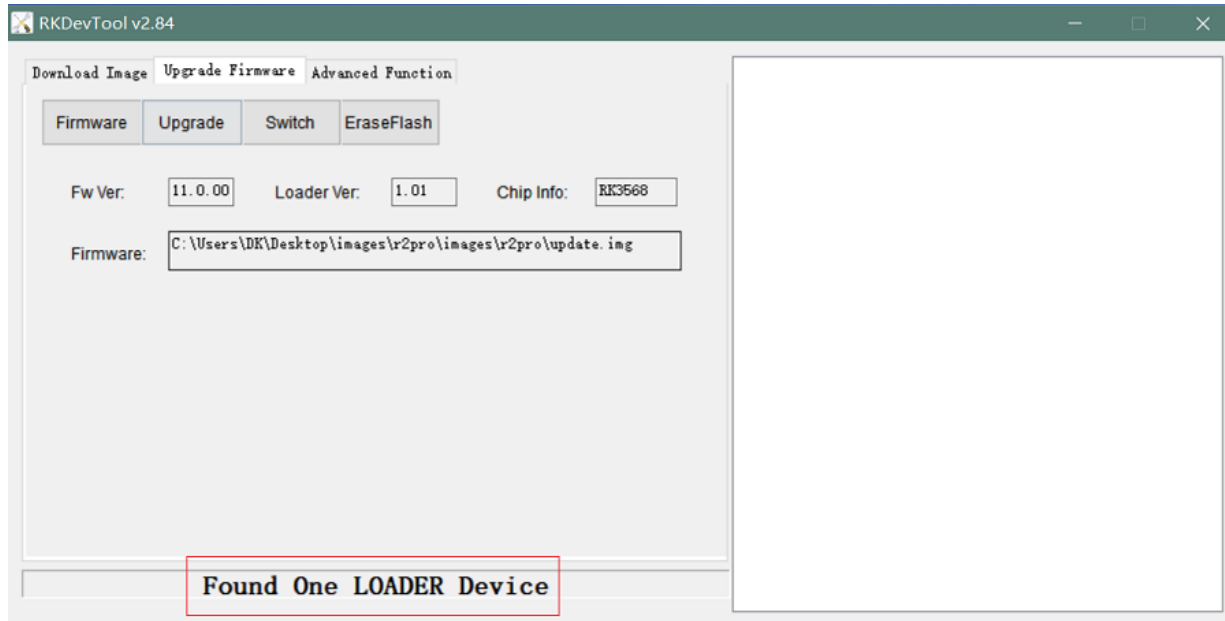 RKDevTool v2.84
Download Image Upgrade Firmware Advanced Function
Firmware Upgrade Switch EraseFlash
Fw Ver: 11.0.00 Loader Ver: 1.01 Chip Info: RK3568
Firmware: C:\Users\DK\Desktop\images\r2pro\images\r2pro\update.img
Found One LOADER Device